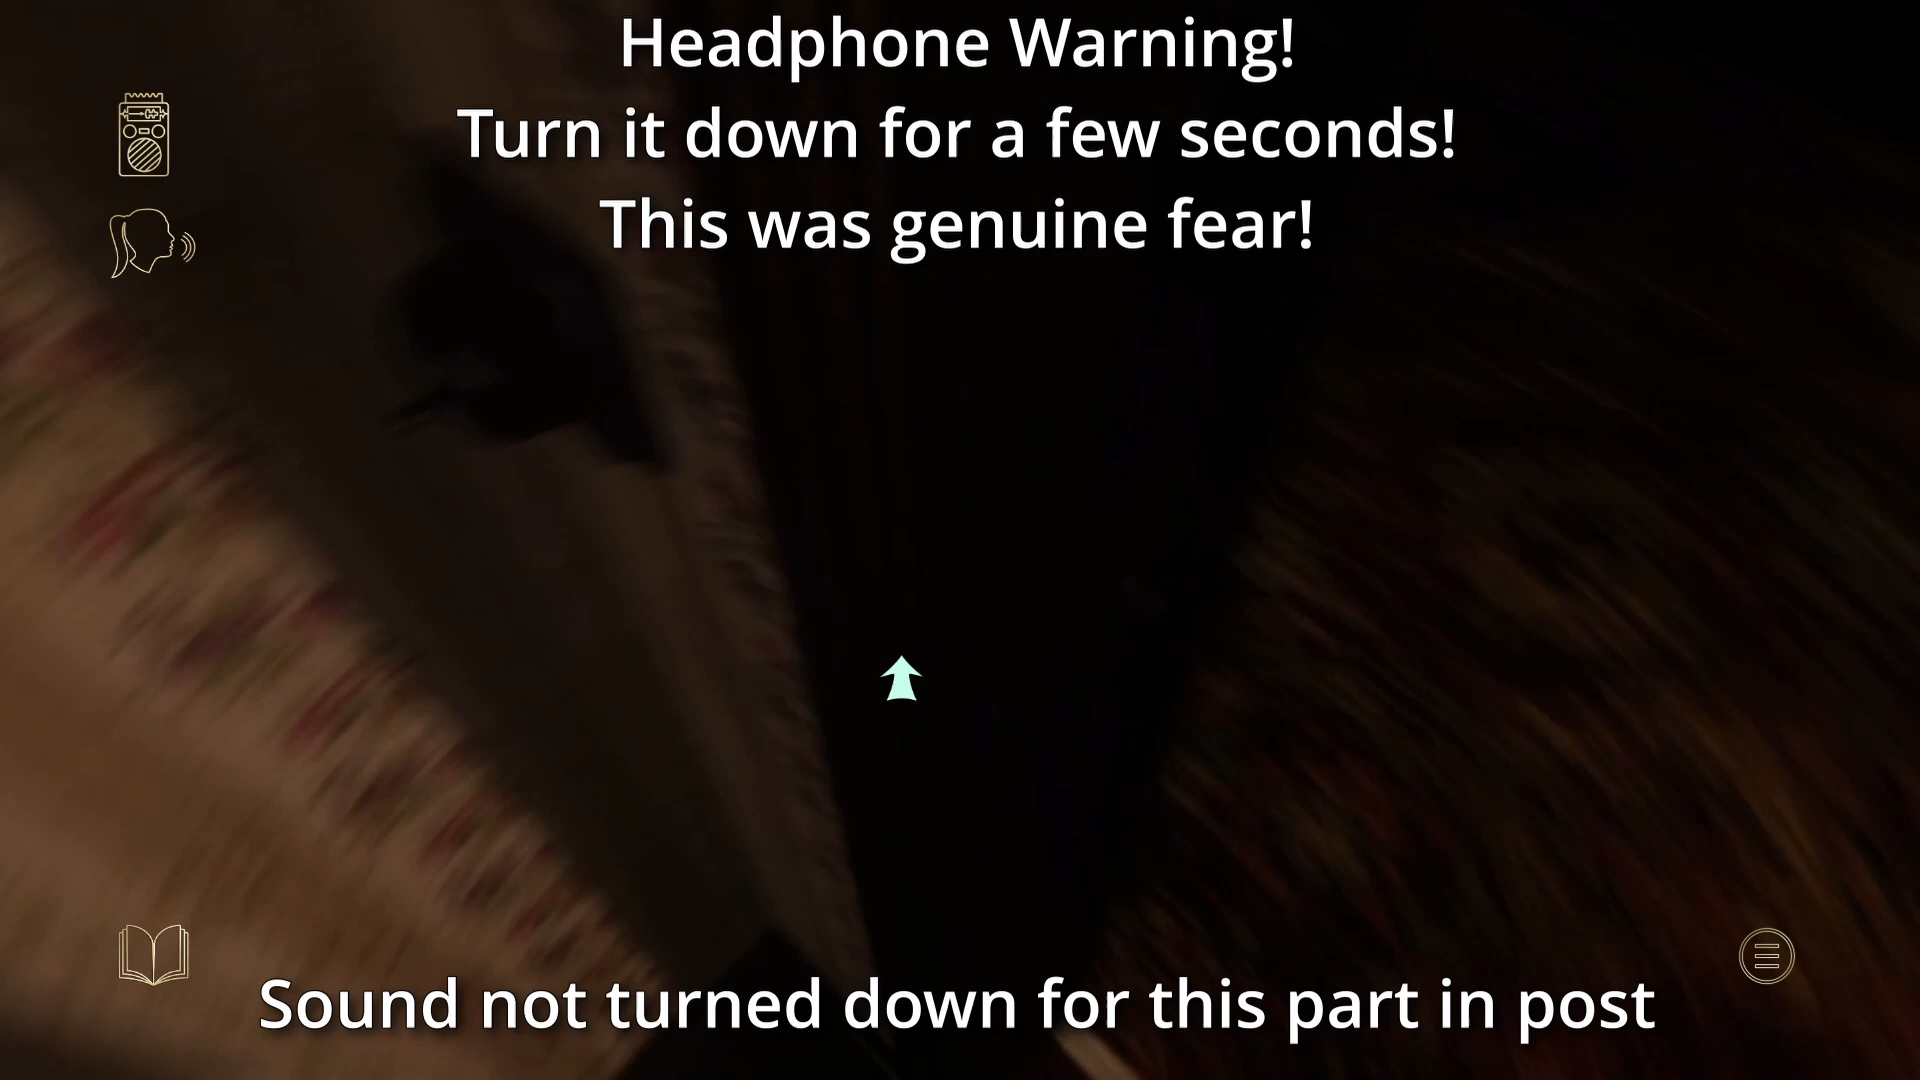 Headphone Warning!
Turn it down for a few seconds!
This was genuine fear!
Sound not turned down for this part in post